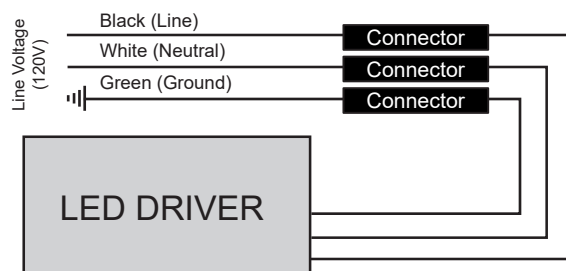 Line Voltage
(120V)
Black (Line)
Connector
White (Neutral)
Connector
Green (Ground)
Connector
LED DRIVER